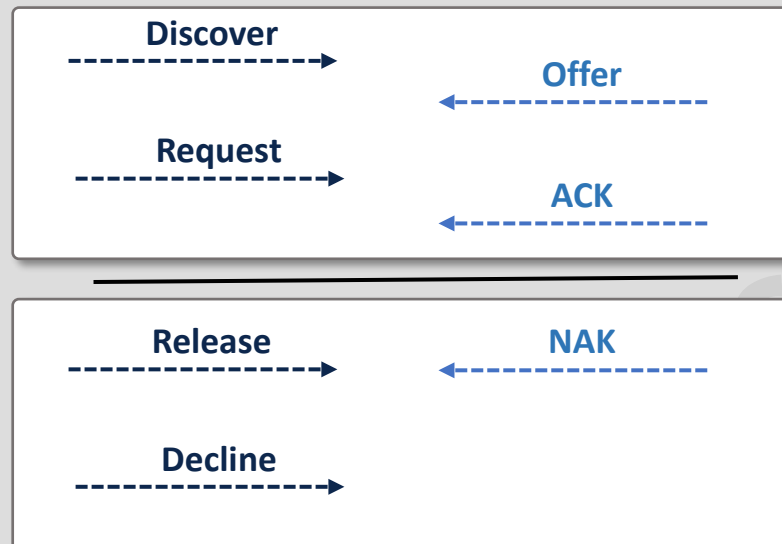 Discover
Offer
Request
ACK
Release
NAK
Decline